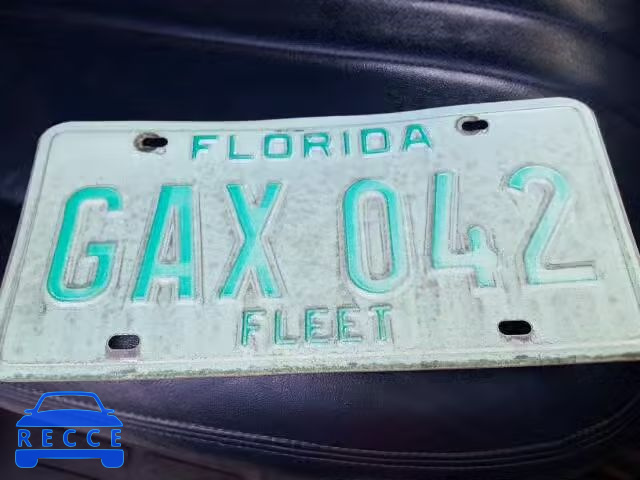 FLORIDA
GAX 042
FLEET
RECCE